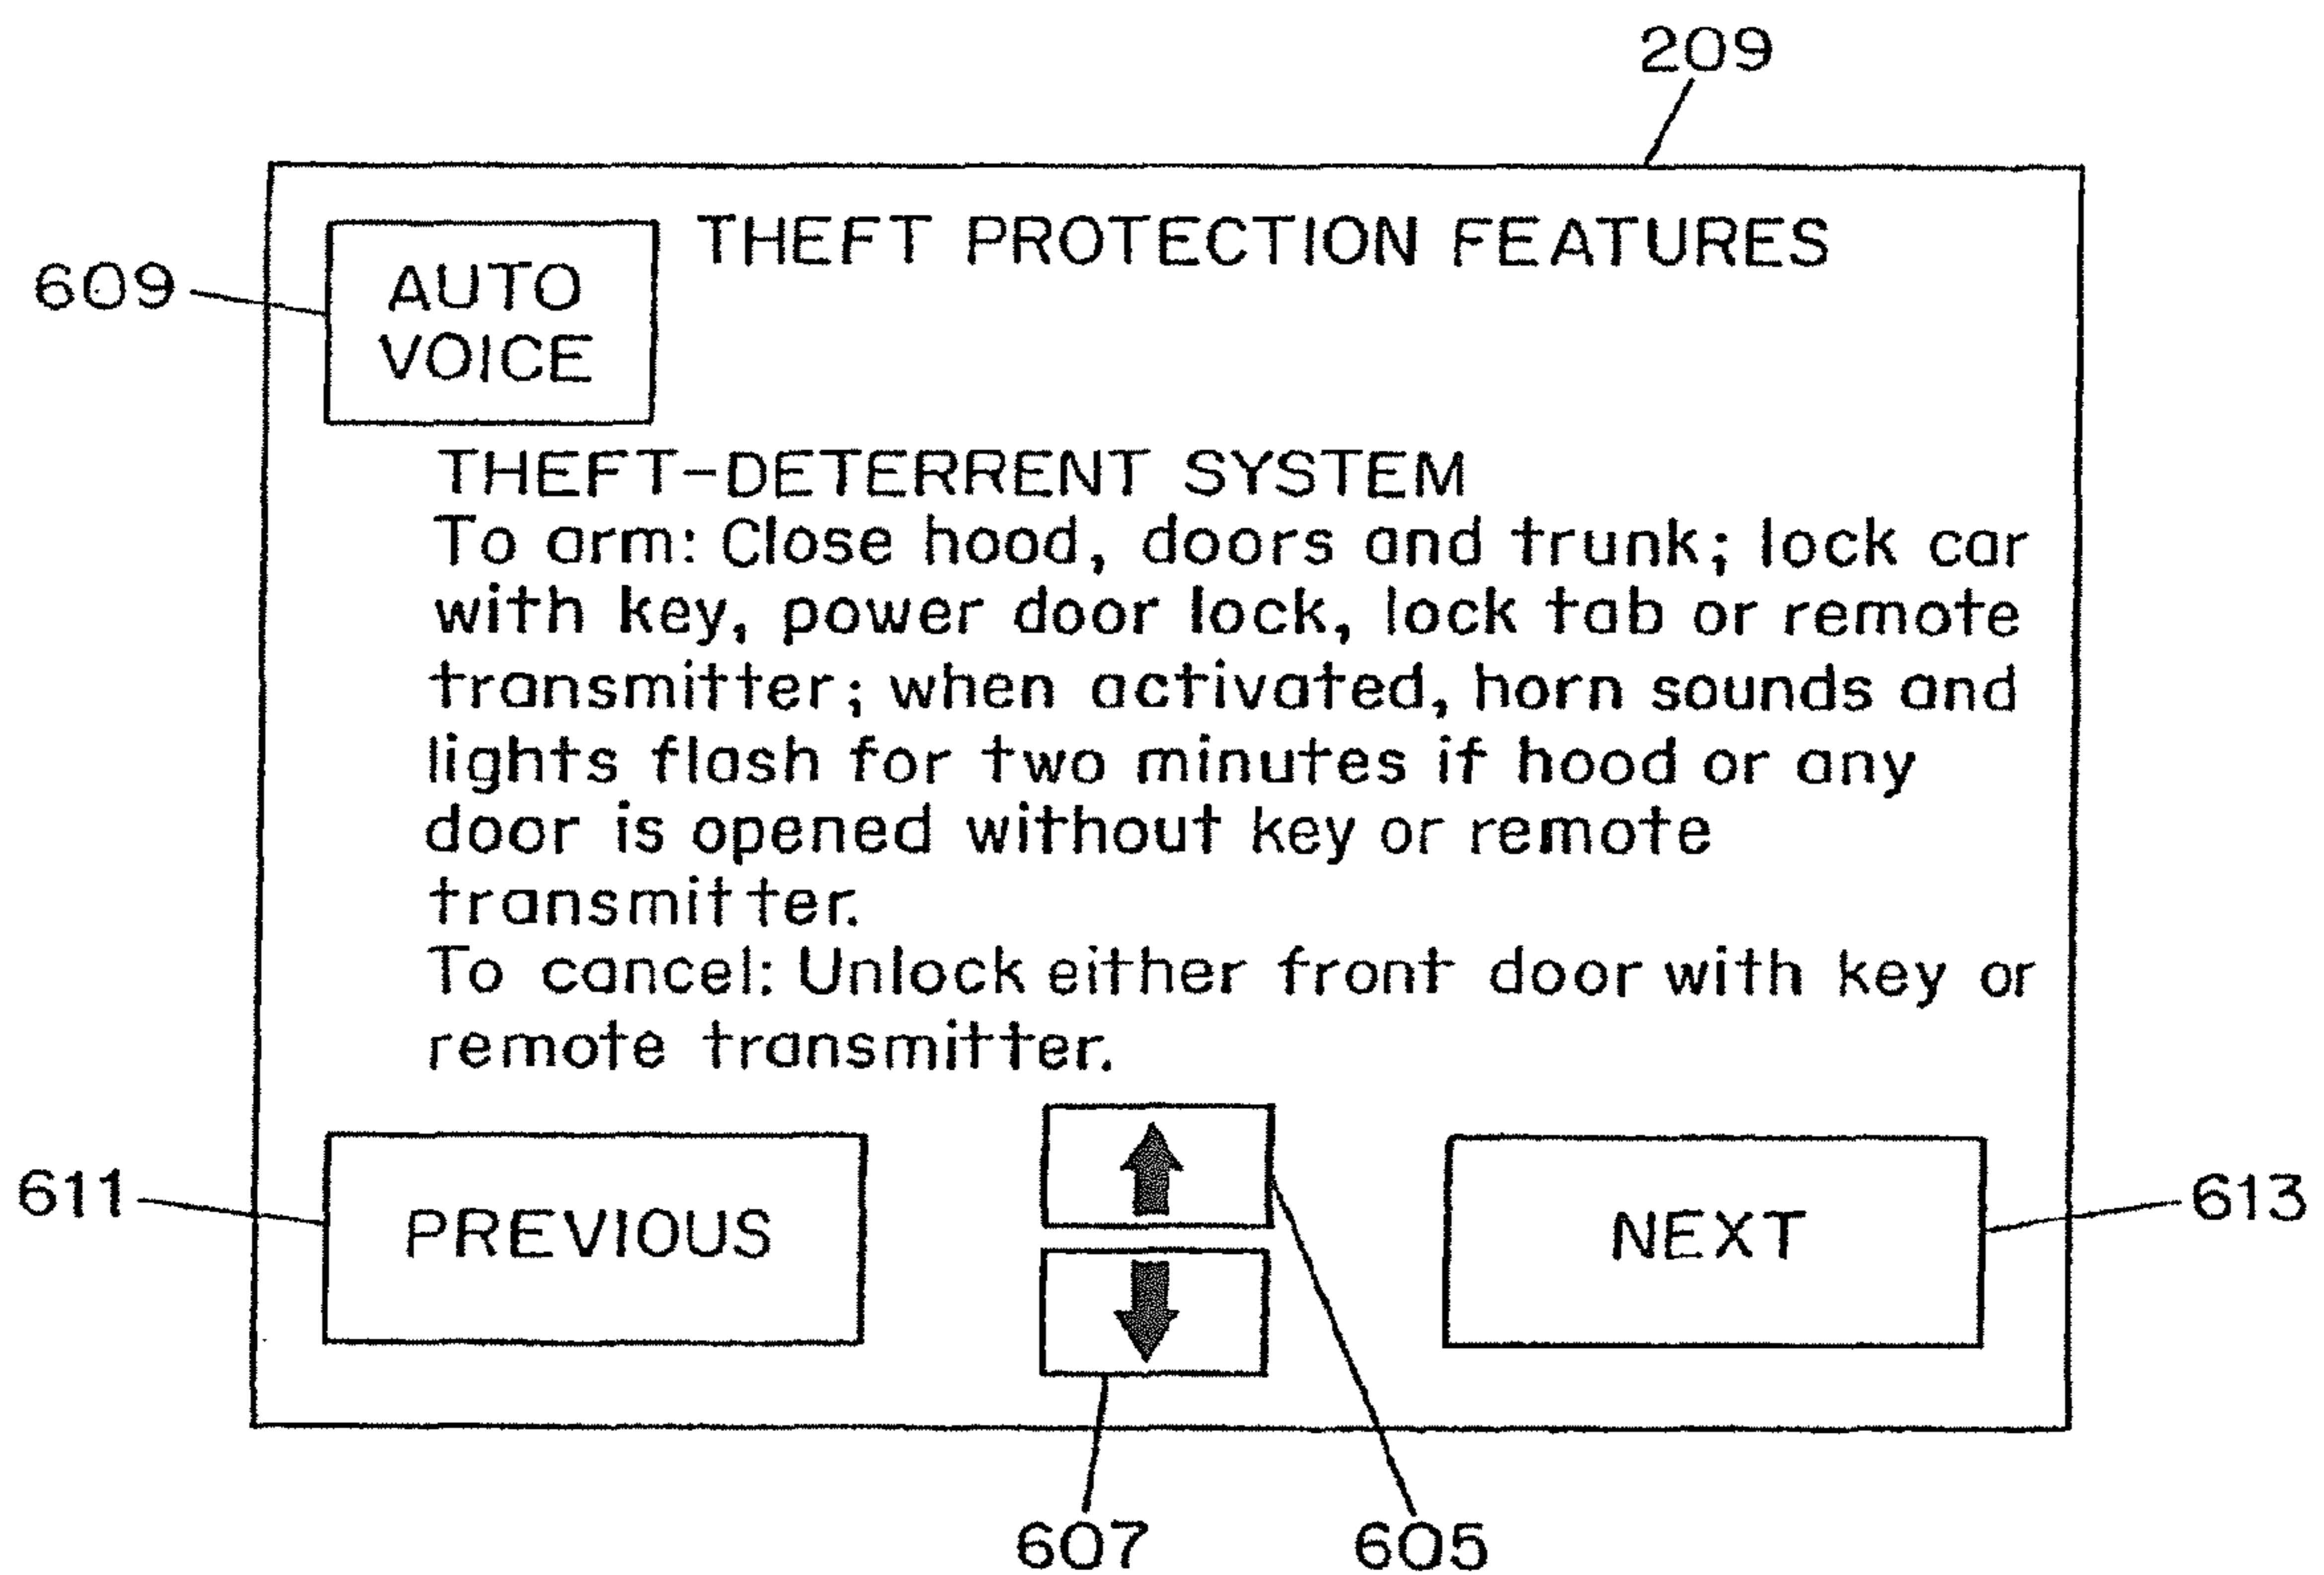 209
THEFT PROTECTION FEATURES
609
AUTO
VOICE
THEFT-DETERRENT SYSTEM
To arm: Close hood, doors and trunk; lock car
with key, power door lock, lock tab or remote
transmitter; when activated, horn sounds and
lights flash for two minutes if hood or any
door is opened without key or remote
transmitter.
To cancel: Unlock either front door with key or
remote transmitter.
611
PREVIOUS
NEXT
613
607
605